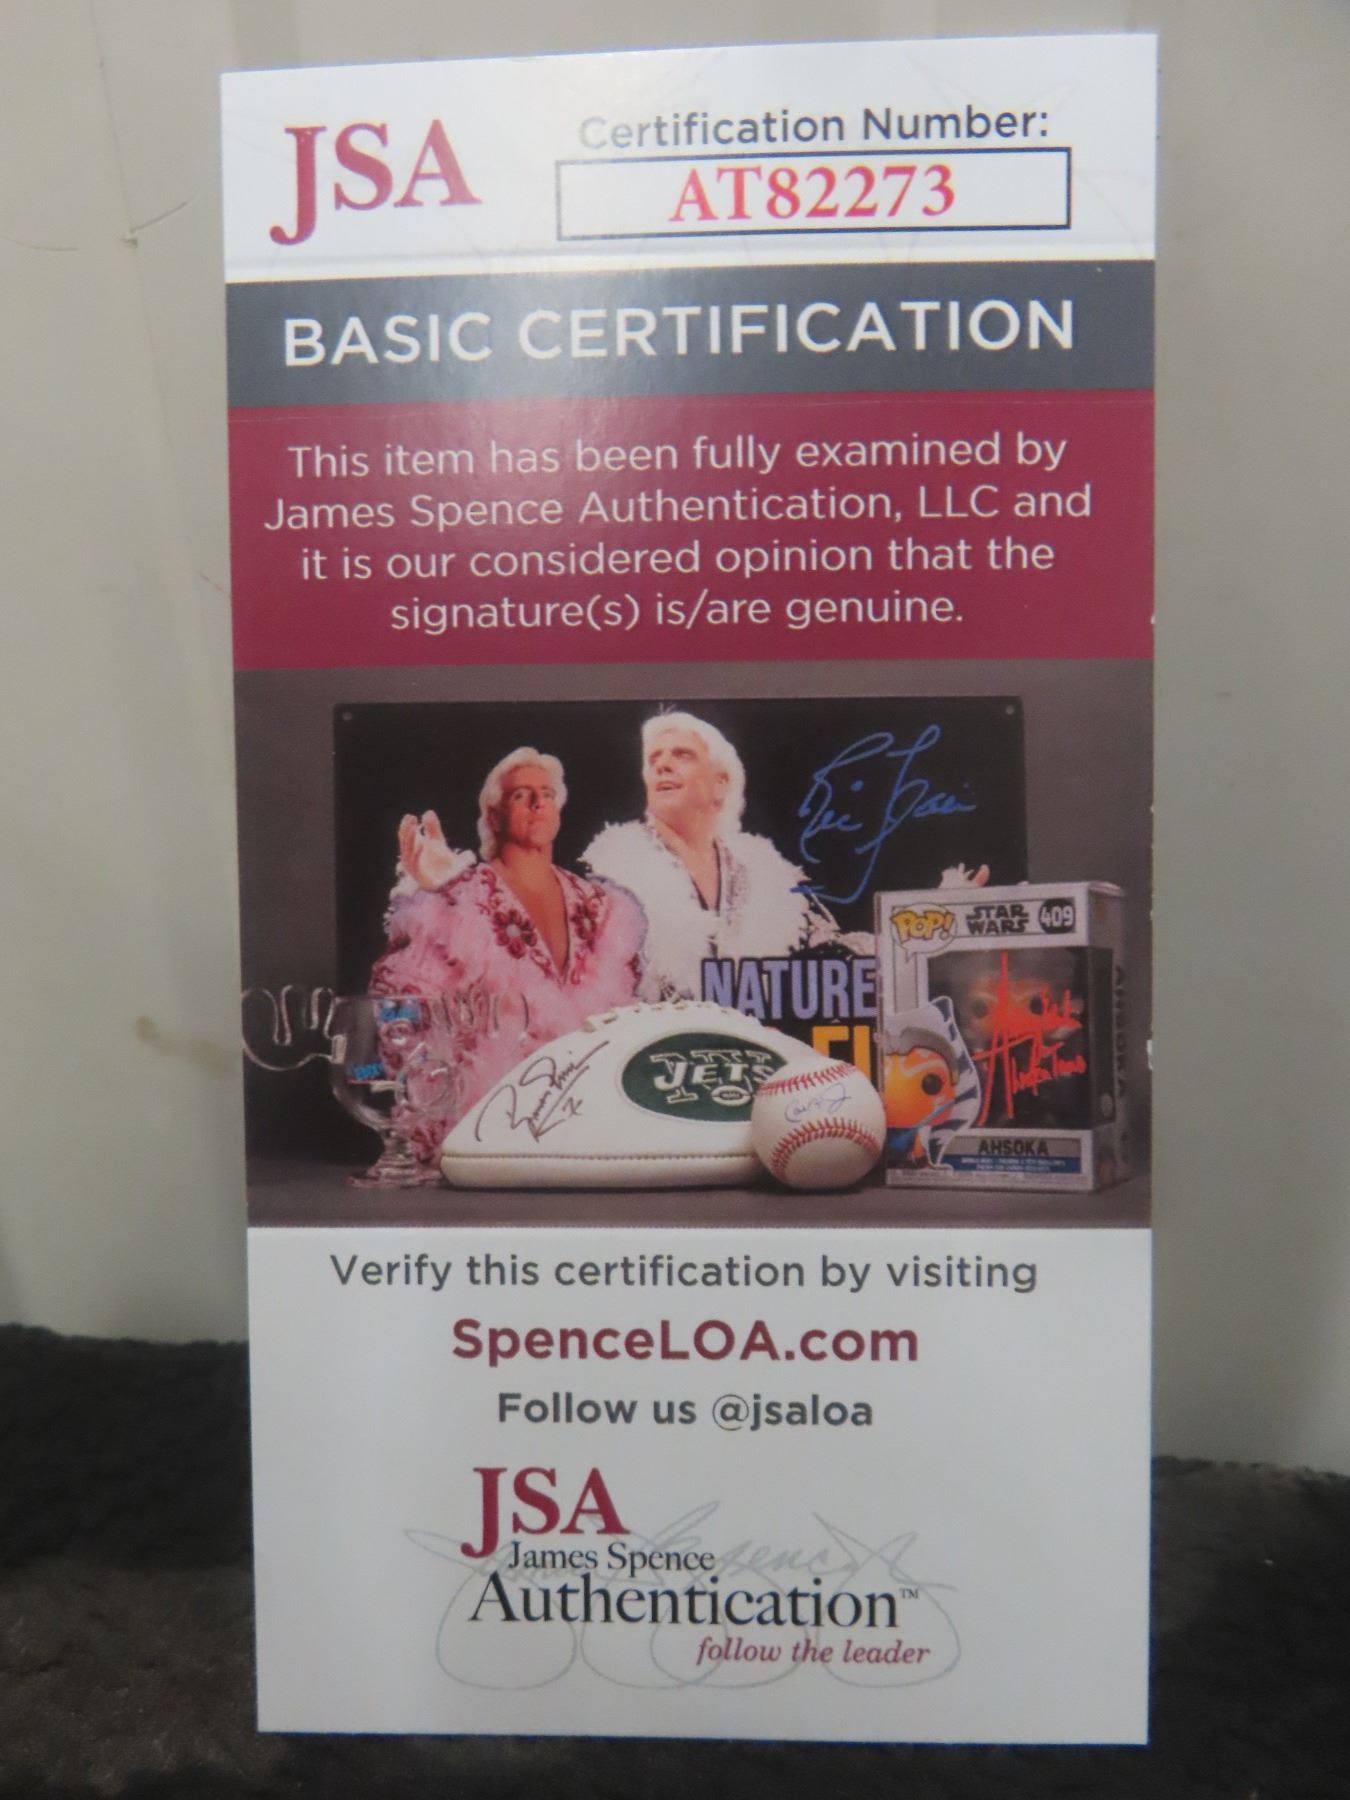 JSA
Certification Number:
AT82273
BASIC CERTIFICATION
This item has been fully examined by
James Spence Authentication, LLC and
it is our considered opinion that the
signature(s) is/are genuine.
NATURE
POP! STAR WARS 409
JETS
AHSOKA
AHSOKA
Verify this certification by visiting
SpenceLOA.com
Follow us @jsaloa
JSA
James Spence
Authentication™
follow the leader